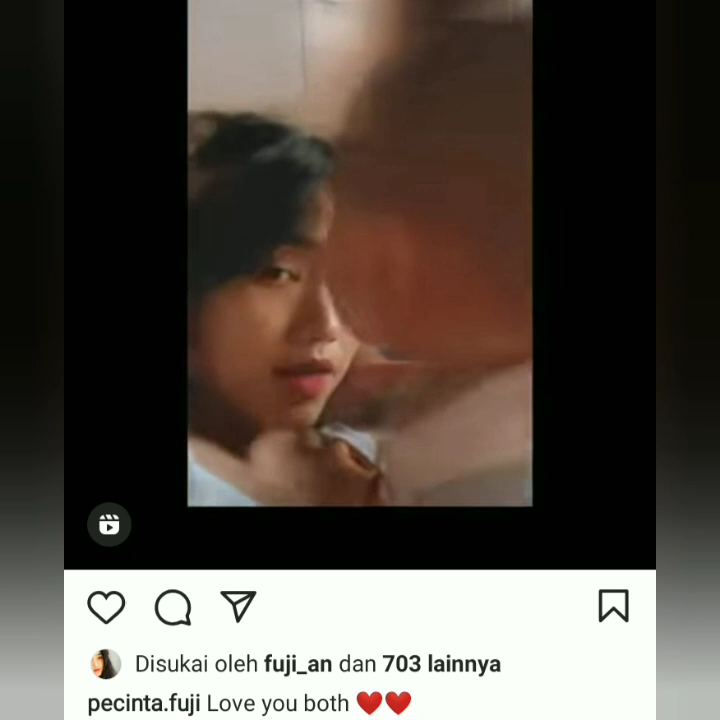 Disukai oleh fuji_an dan 703 lainnya
pecinta.fuji Love you both ❤️❤️